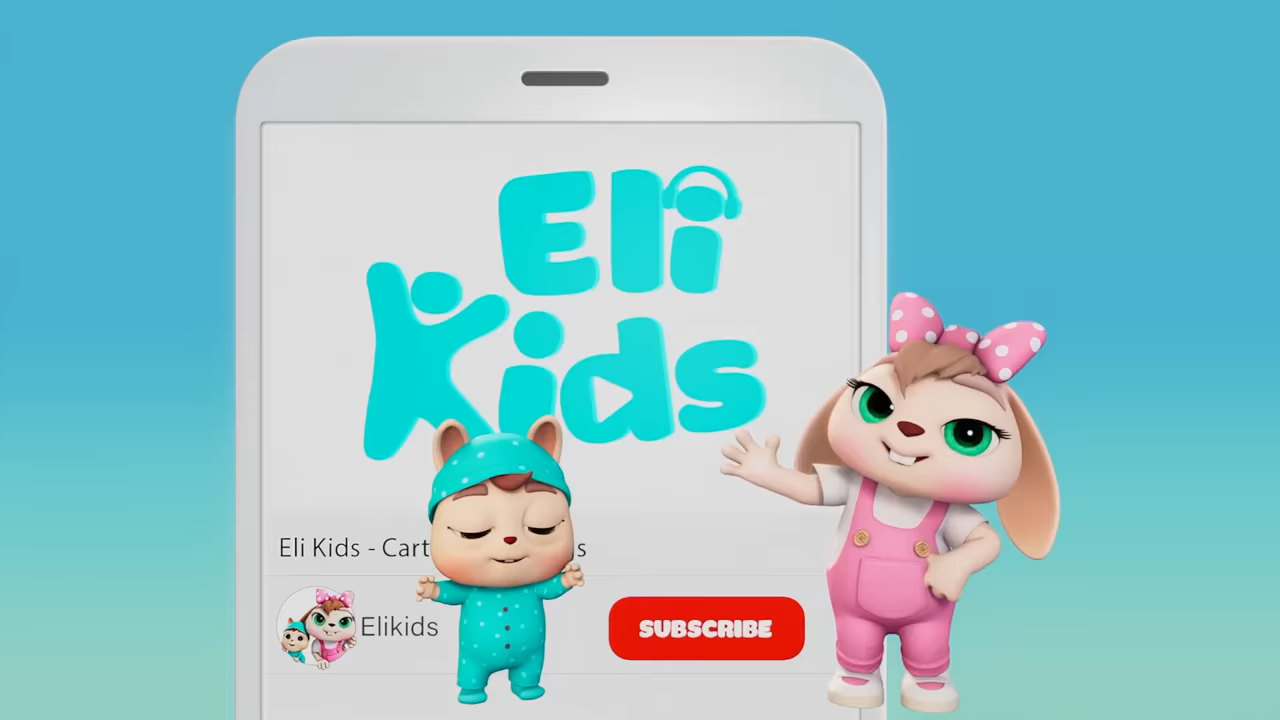 Eli
Kids
Eli Kids - Cart s
Elikids
SUBSCRIBE